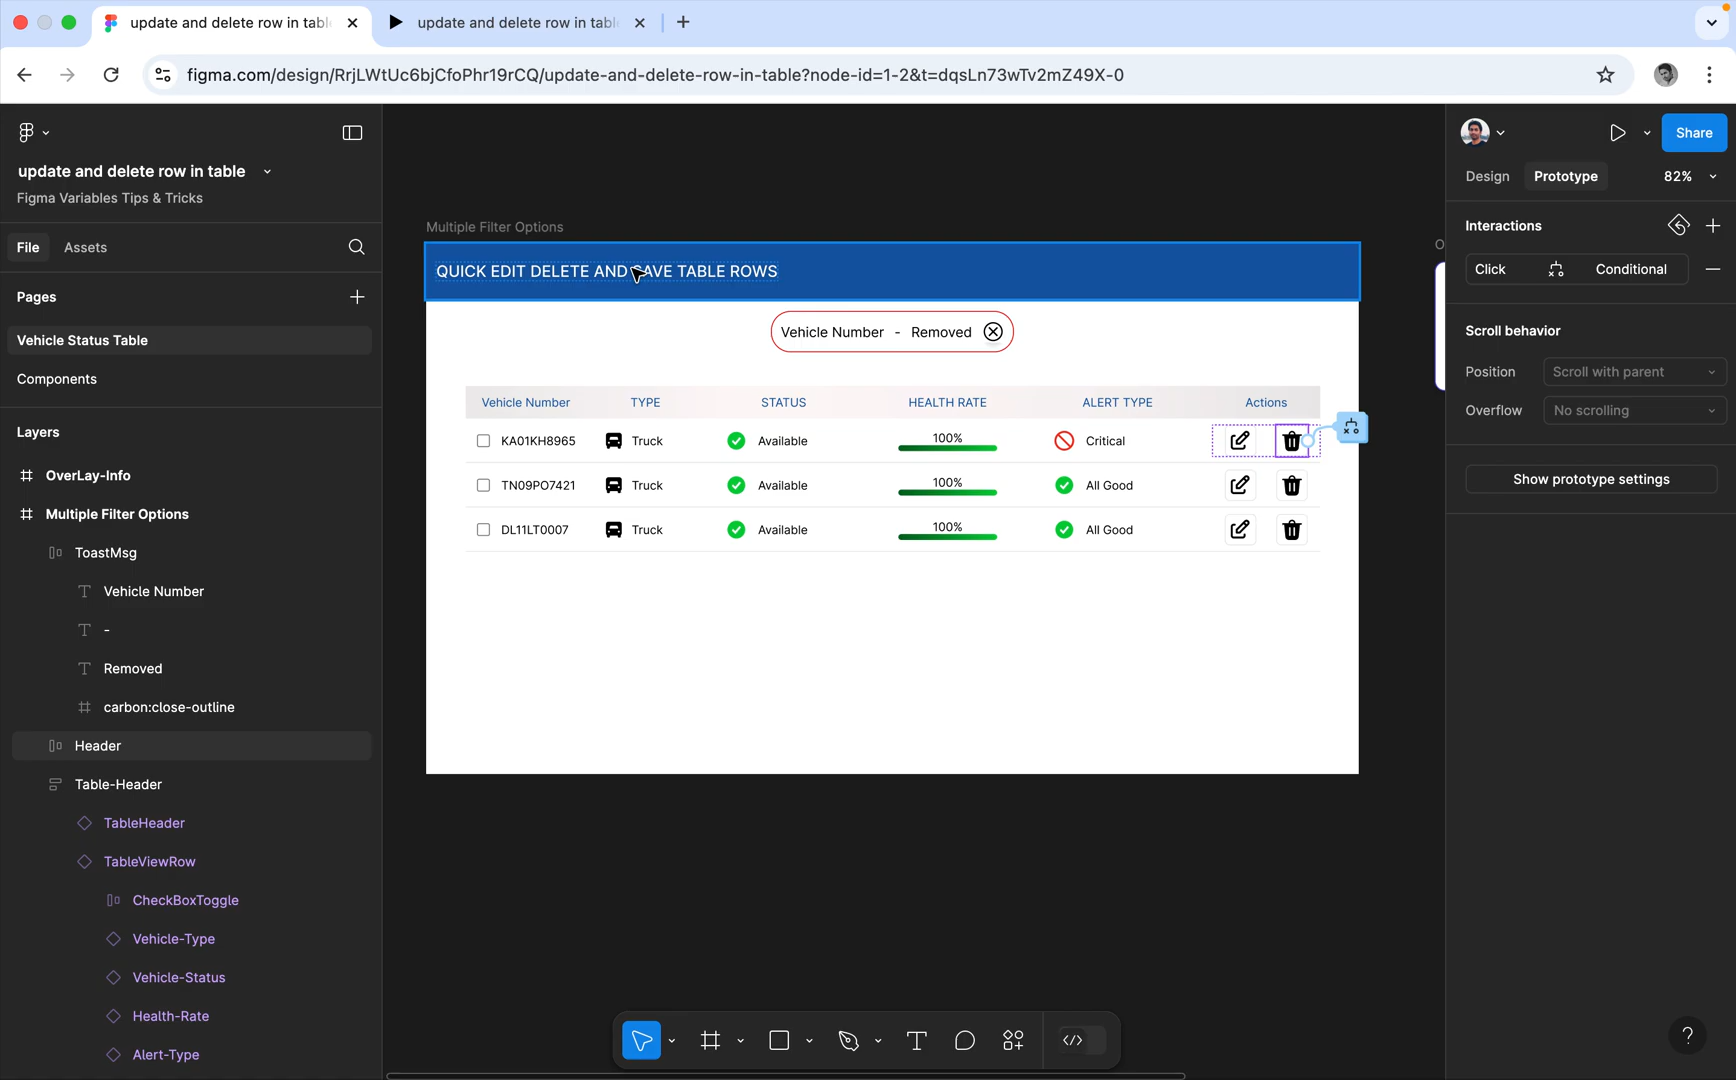 update and delete row in tabl
update and delete row in tabl
figma.com/design/RrjLWtUc6bjCfoPhr19rCQ/update-and-delete-row-in-table?node-id=1-2&t=dqsLn73wTv2mZ49X-0
update and delete row in table
Figma Variables Tips & Tricks
File
Assets
Pages
Vehicle Status Table
Components
Layers
OverLay-Info
Multiple Filter Options
ToastMsg
Vehicle Number
-
Removed
carbon:close-outline
Header
Table-Header
TableHeader
TableViewRow
CheckBoxToggle
Vehicle-Type
Vehicle-Status
Health-Rate
Alert-Type
Multiple Filter Options
QUICK EDIT DELETE AND SAVE TABLE ROWS
Vehicle Number - Removed
Vehicle Number TYPE STATUS HEALTH RATE ALERT TYPE Actions
KA01KH8965 Truck Available 100% Critical
TN09PO7421 Truck Available 100% All Good
DL11LT0007 Truck Available 100% All Good
O
Share
Design
Prototype
82%
Interactions
Click
Conditional
Scroll behavior
Position
Scroll with parent
Overflow
No scrolling
Show prototype settings
?